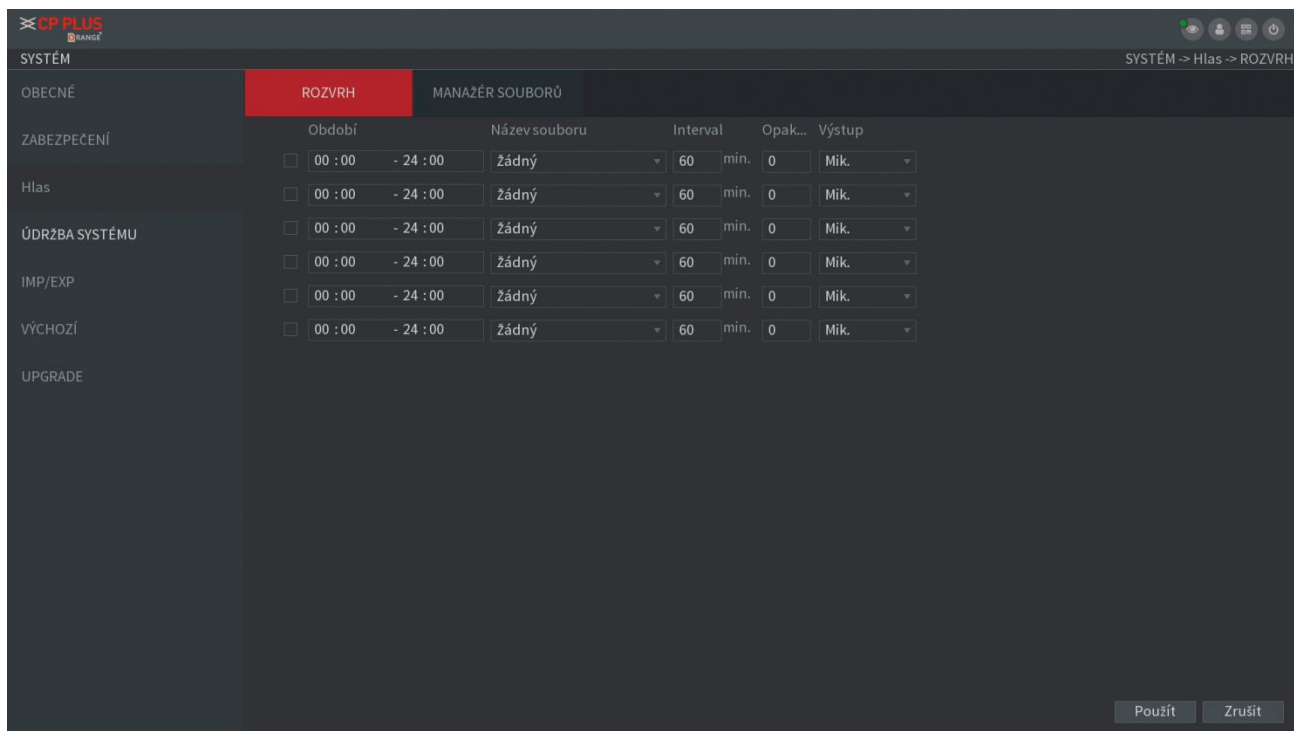 CP PLUS
ORANGE
SYSTÉM
SYSTÉM -> Hlas -> ROZVRH
OBECNÉ
ZABEZPEČENÍ
Hlas
ÚDRŽBA SYSTÉMU
IMP/EXP
VÝCHOZÍ
UPGRADE
ROZVRH MANAŽÉR SOUBORŮ
Období Název souboru Interval Opak... Výstup
00 : 00 - 24 : 00 Žádný 60 min. 0 Mik.
00 : 00 - 24 : 00 Žádný 60 min. 0 Mik.
00 : 00 - 24 : 00 Žádný 60 min. 0 Mik.
00 : 00 - 24 : 00 Žádný 60 min. 0 Mik.
00 : 00 - 24 : 00 Žádný 60 min. 0 Mik.
00 : 00 - 24 : 00 Žádný 60 min. 0 Mik.
Použít Zrušit